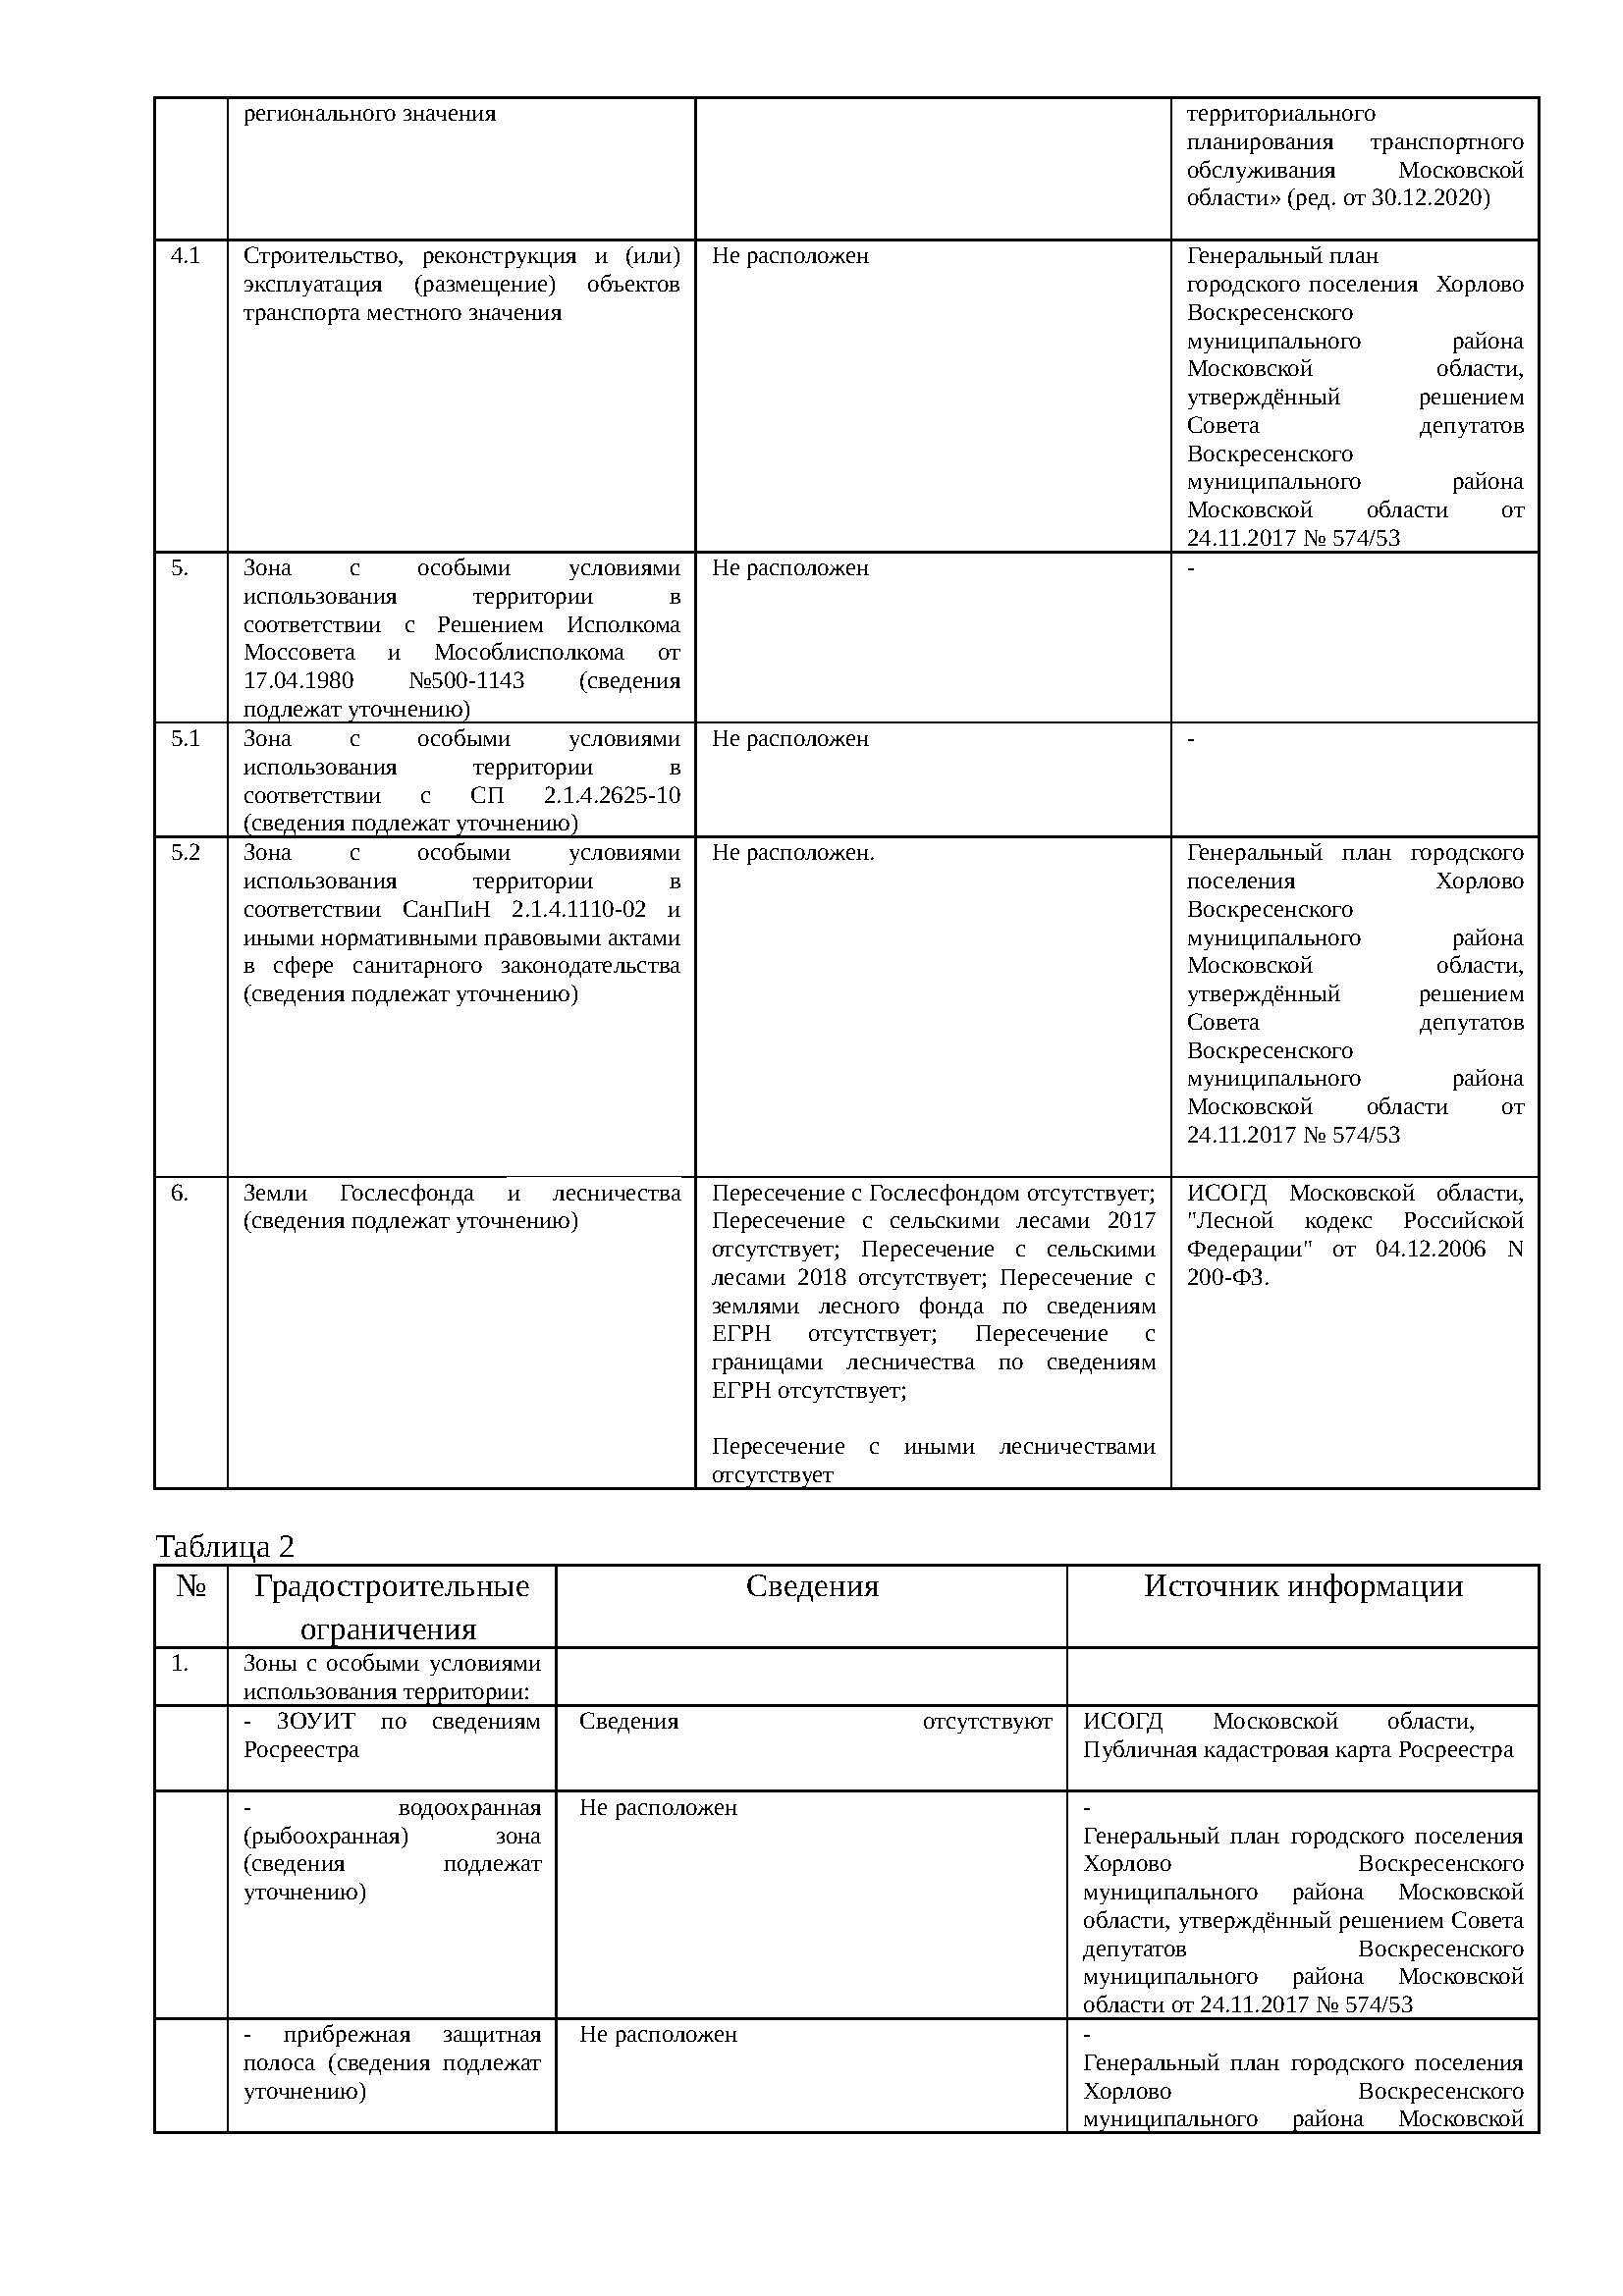 регионального значения
территориального
планирования транспортного
обслуживания Московской
области» (ред. от 30.12.2020)
4.1
Строительство, реконструкция и (или)
эксплуатация (размещение) объектов
транспорта местного значения
Не расположен
Генеральный план
городского поселения Хорлово
Воскресенского
муниципального района
Московской области,
утверждённый решением
Совета депутатов
Воскресенского
муниципального района
Московской области от
24.11.2017 № 574/53
5.
Зона с особыми условиями
использования территории в
соответствии с Решением Исполкома
Моссовета и Мособлисполкома от
17.04.1980 №500-1143 (сведения
подлежат уточнению)
Не расположен
-
5.1
Зона с особыми условиями
использования территории в
соответствии с СП 2.1.4.2625-10
(сведения подлежат уточнению)
Не расположен
-
5.2
Зона с особыми условиями
использования территории в
соответствии СанПиН 2.1.4.1110-02 и
иными нормативными правовыми актами
в сфере санитарного законодательства
(сведения подлежат уточнению)
Не расположен.
Генеральный план городского
поселения Хорлово
Воскресенского
муниципального района
Московской области,
утверждённый решением
Совета депутатов
Воскресенского
муниципального района
Московской области от
24.11.2017 № 574/53
6.
Земли Гослесфонда и лесничества
(сведения подлежат уточнению)
Пересечение с Гослесфондом отсутствует;
Пересечение с сельскими лесами 2017
отсутствует; Пересечение с сельскими
лесами 2018 отсутствует; Пересечение с
землями лесного фонда по сведениям
ЕГРН отсутствует; Пересечение с
границами лесничества по сведениям
ЕГРН отсутствует;
Пересечение с иными лесничествами
отсутствует
ИСОГД Московской области,
"Лесной кодекс Российской
Федерации" от 04.12.2006 N
200-ФЗ.
Таблица 2
№
Градостроительные
ограничения
Сведения
Источник информации
1.
Зоны с особыми условиями
использования территории:
- ЗОУИТ по сведениям
Росреестра
Сведения отсутствуют
ИСОГД Московской области,
Публичная кадастровая карта Росреестра
- водоохранная
(рыбоохранная) зона
(сведения подлежат
уточнению)
Не расположен
-
Генеральный план городского поселения
Хорлово Воскресенского
муниципального района Московской
области, утверждённый решением Совета
депутатов Воскресенского
муниципального района Московской
области от 24.11.2017 № 574/53
- прибрежная защитная
полоса (сведения подлежат
уточнению)
Не расположен
-
Генеральный план городского поселения
Хорлово Воскресенского
муниципального района Московской